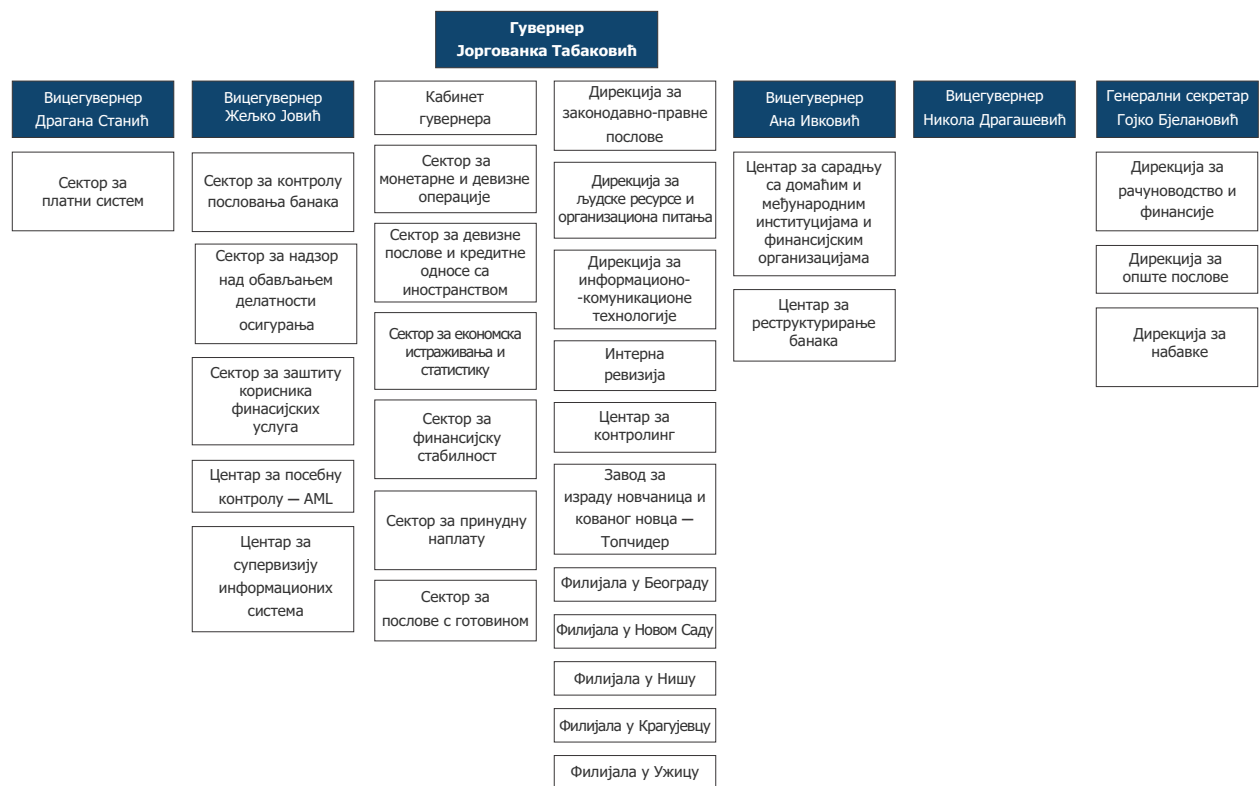 Гувернер
Јоргованка Табаковић
Вицегувернер
Драгана Станић
Сектор за
платни систем
Вицегувернер
Жељко Јовић
Сектор за контролу
пословања банака
Сектор за надзор
над обављањем
делатности
осигурања
Сектор за заштиту
корисника
финасијских
услуга
Центар за посебну
контролу — AML
Центар за
супервизију
информационих
система
Кабинет
гувернера
Сектор за
монетарне и девизне
операције
Сектор за девизне
послове и кредитне
односе са
иностранством
Сектор за економска
истраживања и
статистику
Сектор за
финансијску
стабилност
Сектор за принудну
наплату
Сектор за
послове с готовином
Дирекција за
законодавно-правне
послове
Дирекција за
људске ресурсе и
организациона питања
Дирекција за
информационо-
-комуникационе
технологије
Интерна
ревизија
Центар за
контролинг
Завод за
израду новчаница и
кованог новца —
Топчидер
Филијала у Београду
Филијала у Новом Саду
Филијала у Нишу
Филијала у Крагујевцу
Филијала у Ужицу
Вицегувернер
Ана Ивковић
Центар за сарадњу
са домаћим и
међународним
институцијама и
финансијским
организацијама
Центар за
реструктурирање
банака
Вицегувернер
Никола Драгашевић
Генерални секретар
Гојко Бјелановић
Дирекција за
рачуноводство и
финансије
Дирекција за
опште послове
Дирекција за
набавке